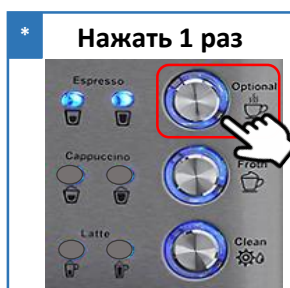 * Нажать 1 раз
Espresso
Optional
Cappuccino
Froth
Latte
Clean